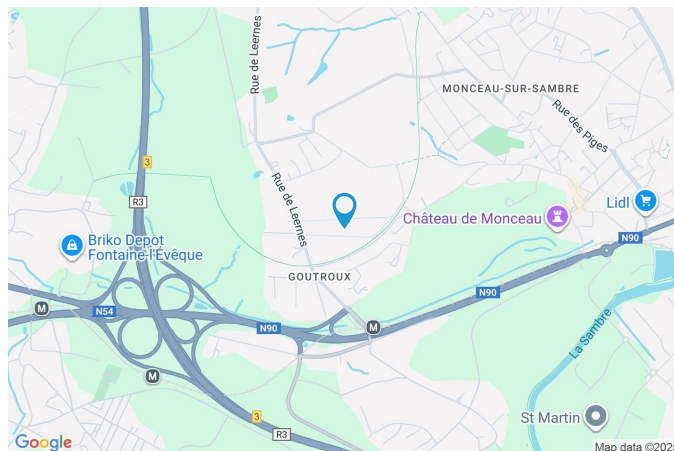 Rue de Leernes
MONCEAU-SUR-SAMBRE
Rue des Piges
3
R3
Rue de Leernes
Lidl
Château de Monceau
Briko Depot
Fontaine l'Évêque
N90
GOUTROUX
N90
M
N54
N90
M
M
La Sambre
3
R3
St Martin
Google
Map data ©2025